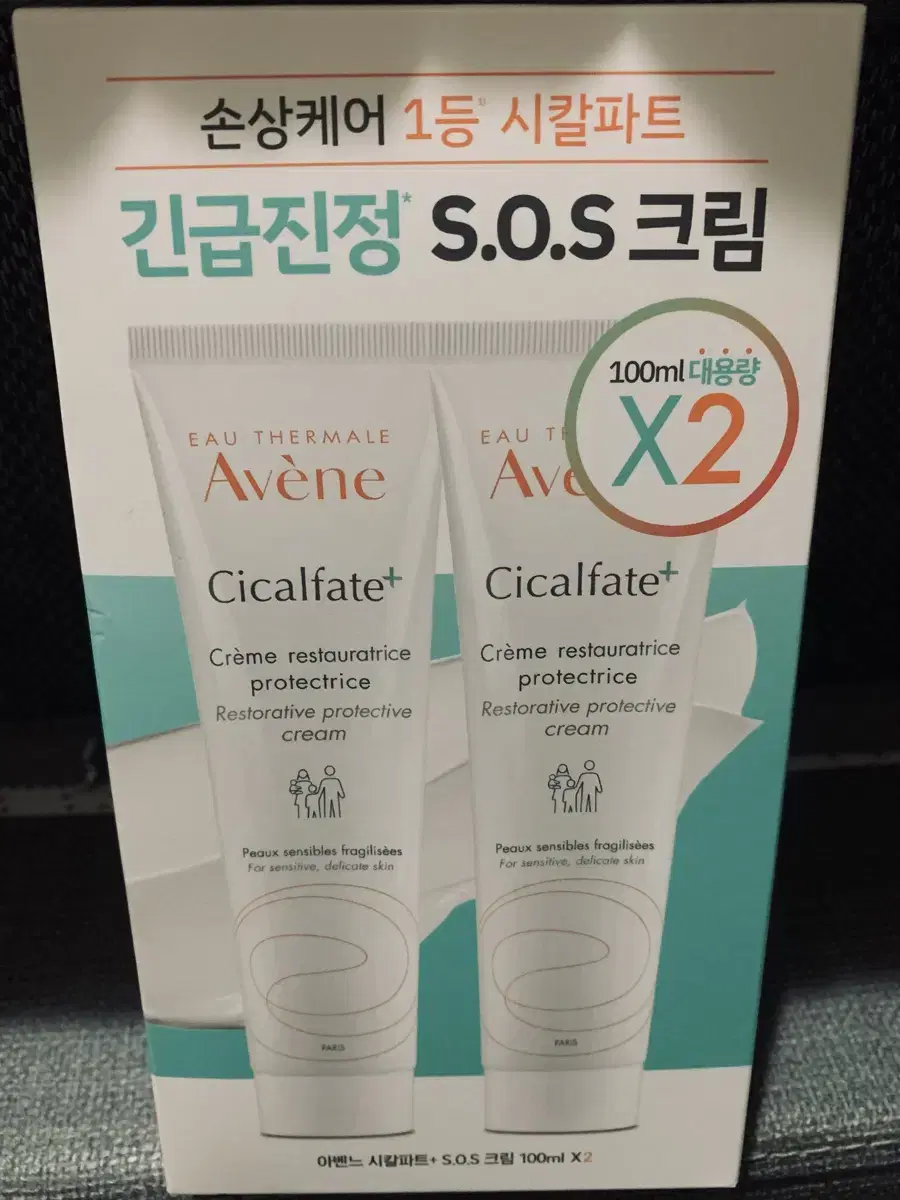 손상케어 1등¹⁾ 시칼파트
긴급진정* S.O.S 크림
100ml 대용량
X2
EAU THERMALE
Avène
Cicalfate+
Crème restauratrice
protectrice
Restorative protective
cream
Peaux sensibles fragilisées
For sensitive, delicate skin
PARIS
EAU TH
Avè
Cicalfate+
Crème restauratrice
protectrice
Restorative protective
cream
Peaux sensibles fragilisées
For sensitive, delicate skin
PARIS
아벤느 시칼파트+ S.O.S 크림 100ml X2